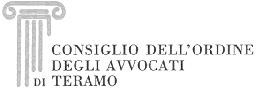 CONSIGLIO DELL'ORDINE
DEGLI AVVOCATI
DI TERAMO